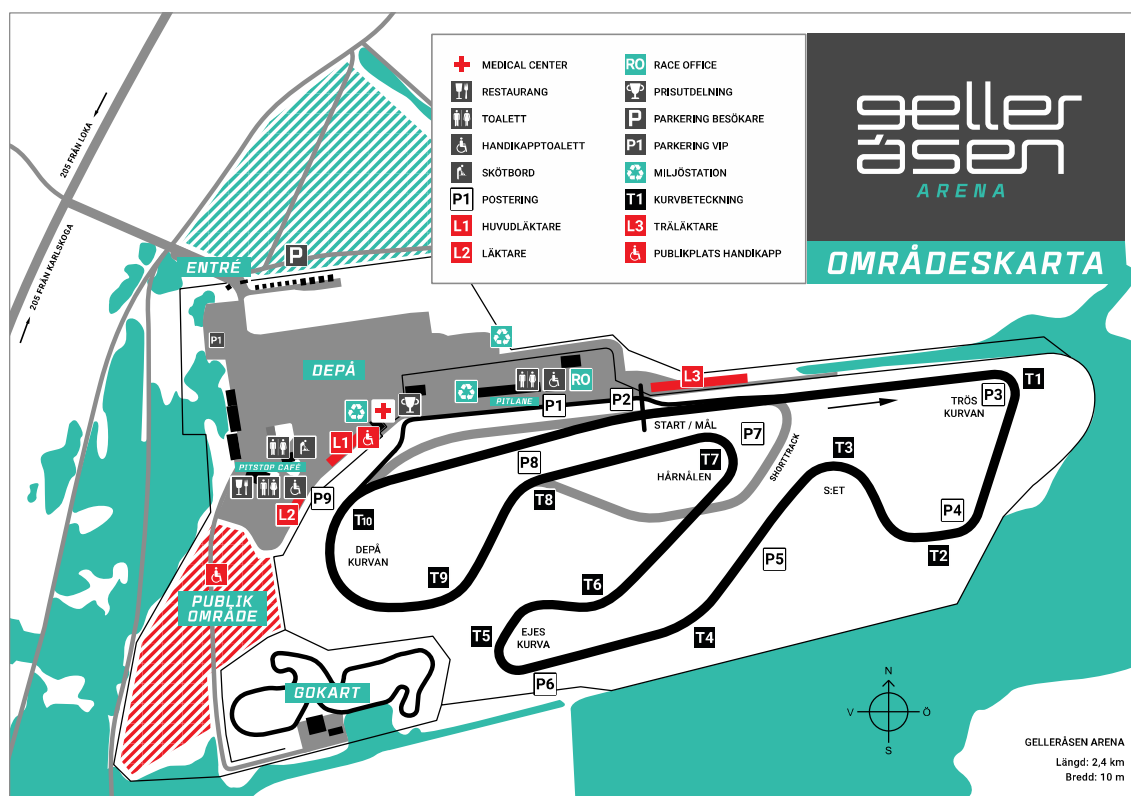 geller
åsen
ARENA
OMRÅDESKARTA
MEDICAL CENTER
RESTAURANG
TOALETT
HANDIKAPPTOALETT
SKÖTBORD
P1 POSTERING
L1 HUVUDLÄKTARE
L2 LÄKTARE
RO RACE OFFICE
PRISUTDELNING
P PARKERING BESÖKARE
P1 PARKERING VIP
MILJÖSTATION
T1 KURVBETECKNING
L3 TRÄLÄKTARE
PUBLIKPLATS HANDIKAPP
205 FRÅN LOKA
205 FRÅN KARLSKOGA
ENTRÉ
P
P1
DEPÅ
RO
PITLANE
P1
P2
L3
START / MÅL
T1
P3
TRÖS
KURVAN
P7
SHORTTRACK
T3
S:ET
P4
T2
P5
T7
HÅRNÅLEN
P8
T8
L1
PITSTOP CAFÉ
P9
L2
T10
DEPÅ
KURVAN
T9
T6
T5
EJES
KURVA
T4
P6
PUBLIK
OMRÅDE
GOKART
N
V
Ö
S
GELLERÅSEN ARENA
Längd: 2,4 km
Bredd: 10 m